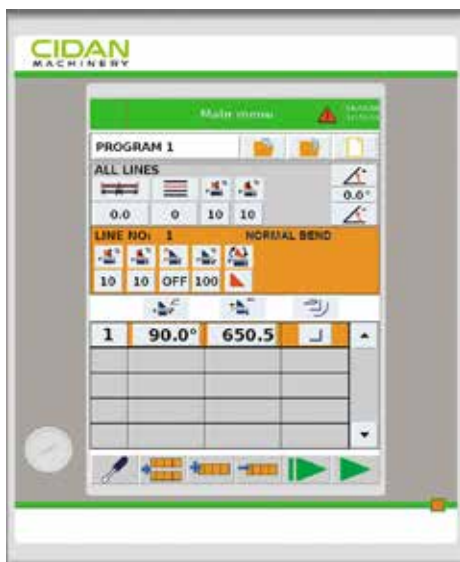 CIDAN
MACHINERY
Main menu
PROGRAM 1
ALL LINES
0.0°
0.0 0 10 10
LINE NO: 1 NORMAL BEND
10 10 OFF 100
1 90.0° 650.5